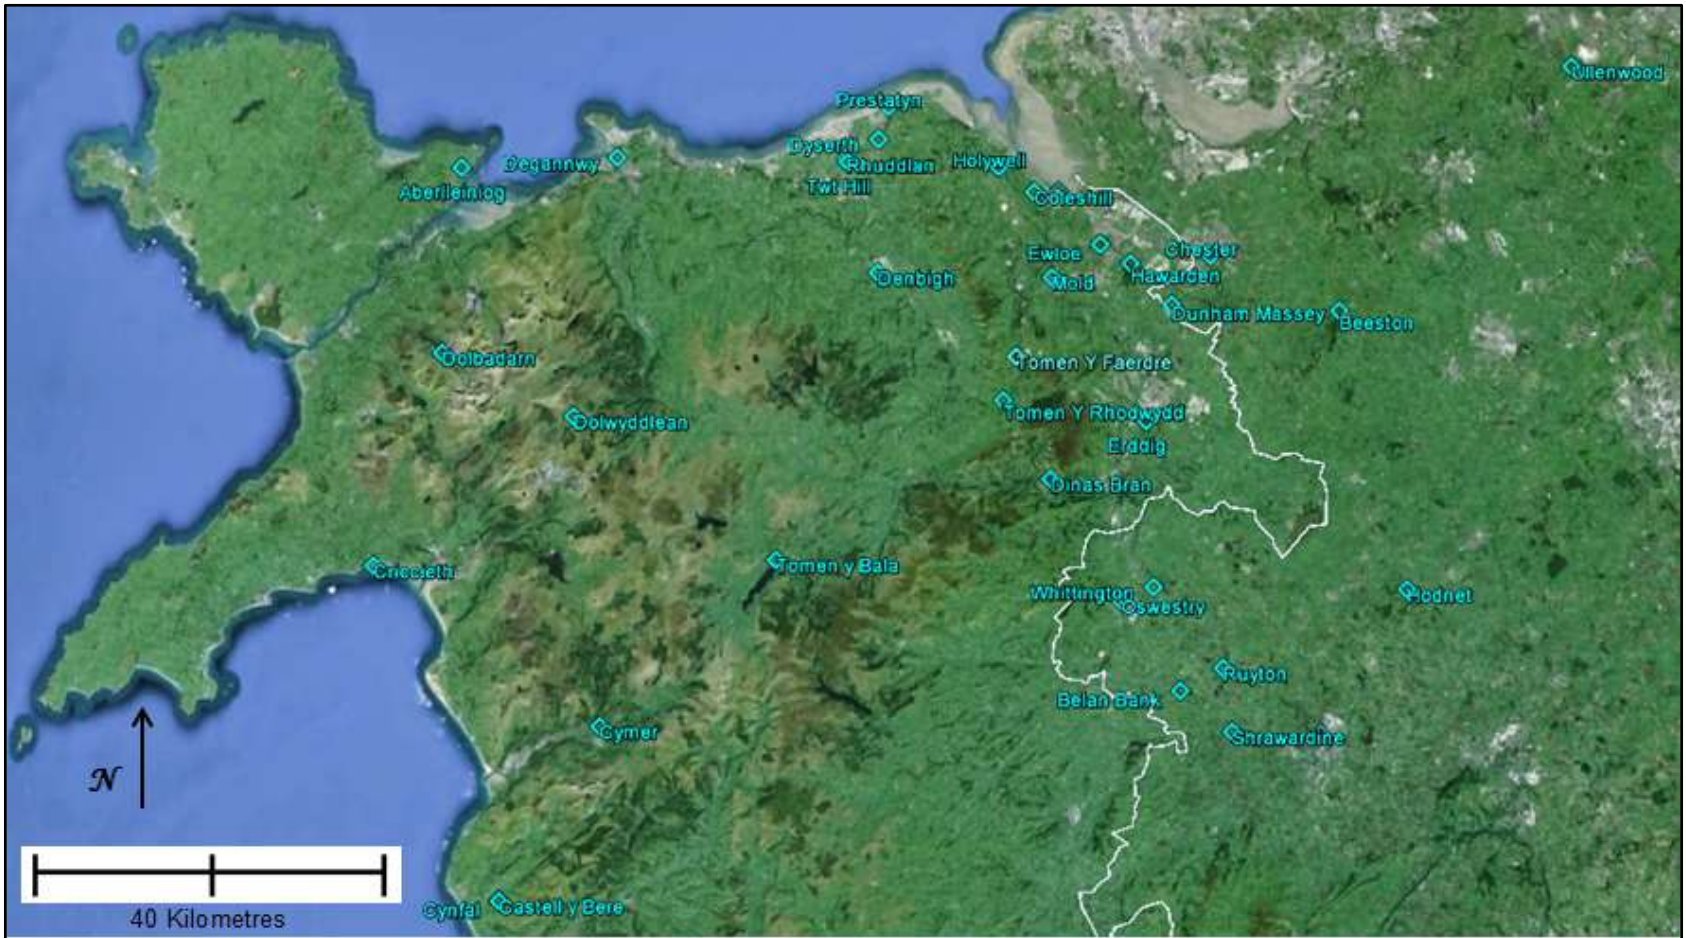 Ullenwood
Prestatyn
Dyserth
Degannwy
Rhuddlan
Holywell
Aberlleiniog
Twt Hill
Coleshill
Ewloe
Chester
Hawarden
Denbigh
Mold
Dunham Massey
Beeston
Dolbadarn
Tomen Y Faerdre
Tomen Y Rhodwydd
Dolwyddlean
Erddig
Dinas Bran
Criccieth
Tomen y Bala
Whittington
Oswestry
Hodnet
Ruyton
Belan Bank
Cymer
Shrawardine
N
Cynfal
Castell y Bere
40 Kilometres